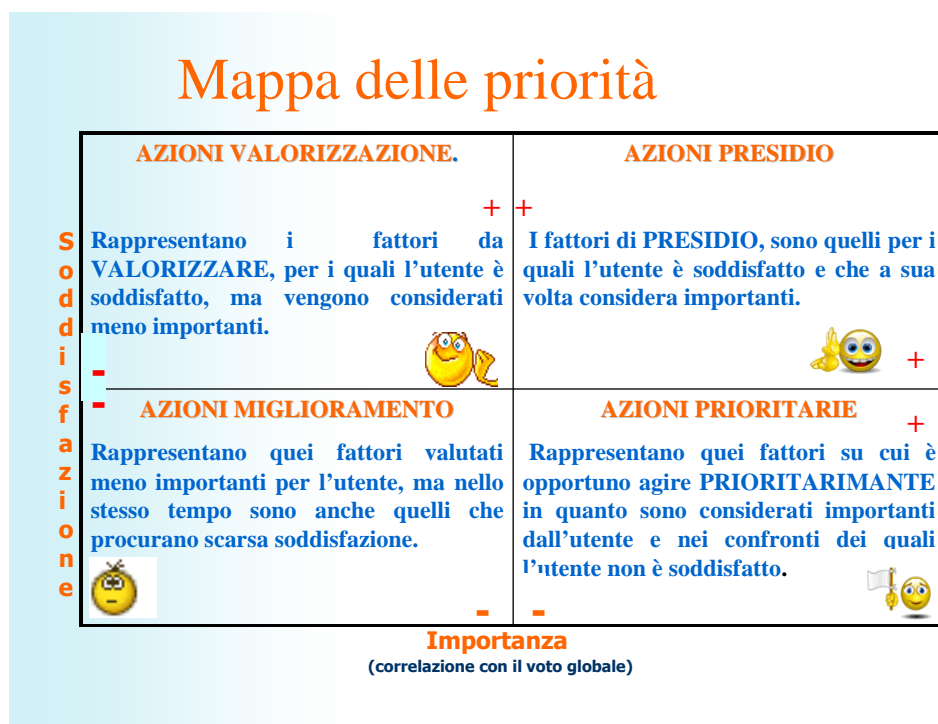 Mappa delle priorità
AZIONI VALORIZZAZIONE.
+
Rappresentano i fattori da
VALORIZZARE, per i quali l'utente è
soddisfatto, ma vengono considerati
meno importanti.
-
AZIONI PRESIDIO
+
I fattori di PRESIDIO, sono quelli per i
quali l'utente è soddisfatto e che a sua
volta considera importanti.
+
Soddisfazione
-
AZIONI MIGLIORAMENTO
Rappresentano quei fattori valutati
meno importanti per l'utente, ma nello
stesso tempo sono anche quelli che
procurano scarsa soddisfazione.
-
AZIONI PRIORITARIE
+
Rappresentano quei fattori su cui è
opportuno agire PRIORITARIMANTE
in quanto sono considerati importanti
dall'utente e nei confronti dei quali
l'utente non è soddisfatto.
-
Importanza
(correlazione con il voto globale)